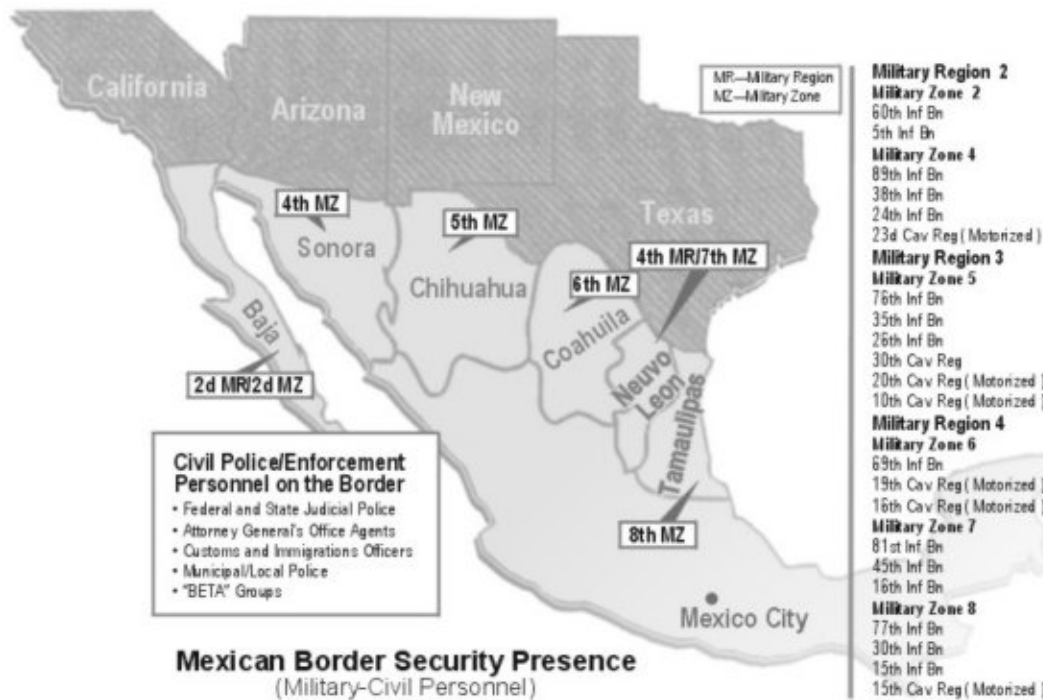 California
Arizona
New
Mexico
Texas
MR—Military Region
MZ—Military Zone
4th MZ
Sonora
5th MZ
Chihuahua
4th MR/7th MZ
6th MZ
Coahuila
Baja
2d MR/2d MZ
Neuvo
Leon
Tamaulipas
8th MZ
Mexico City
Civil Police/Enforcement
Personnel on the Border
• Federal and State Judicial Police
• Attorney General's Office Agents
• Customs and Immigrations Officers
• Municipal/Local Police
• "BETA" Groups
Mexican Border Security Presence
(Military-Civil Personnel)
Military Region 2
Military Zone 2
60th Inf Bn
5th Inf Bn
Military Zone 4
89th Inf Bn
38th Inf Bn
24th Inf Bn
23d Cav Reg ( Motorized )
Military Region 3
Military Zone 5
76th Inf Bn
35th Inf Bn
26th Inf Bn
30th Cav Reg
20th Cav Reg ( Motorized )
10th Cav Reg ( Motorized )
Military Region 4
Military Zone 6
69th Inf Bn
19th Cav Reg ( Motorized )
16th Cav Reg ( Motorized )
Military Zone 7
81st Inf Bn
45th Inf Bn
16th Inf Bn
Military Zone 8
77th Inf Bn
30th Inf Bn
15th Inf Bn
15th Cav Reg ( Motorized )